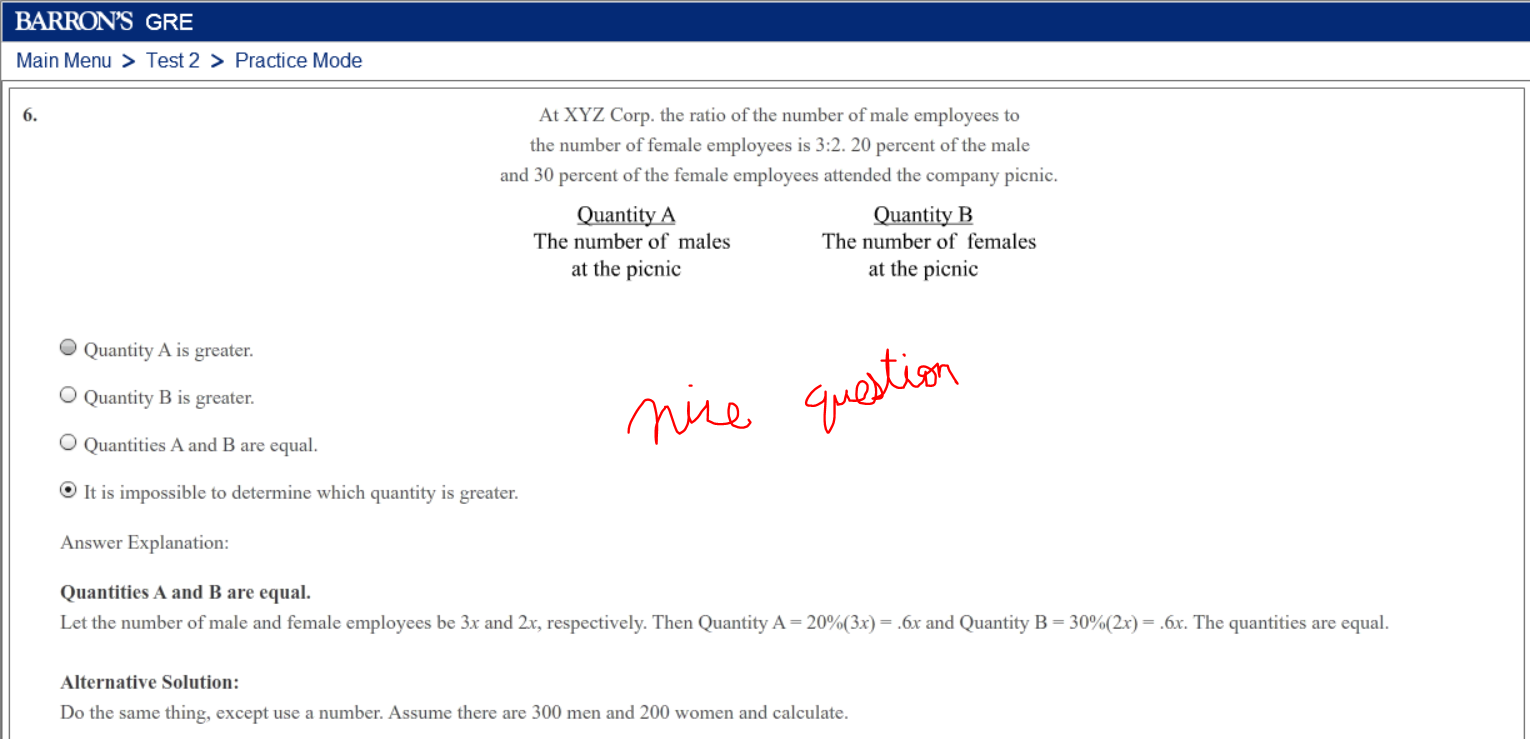 BARRON'S GRE
Main Menu > Test 2 > Practice Mode
6.
At XYZ Corp. the ratio of the number of male employees to
the number of female employees is 3:2. 20 percent of the male
and 30 percent of the female employees attended the company picnic.
Quantity A Quantity B
The number of males The number of females
at the picnic at the picnic
Quantity A is greater.
Quantity B is greater.
nice question
Quantities A and B are equal.
It is impossible to determine which quantity is greater.
Answer Explanation:
Quantities A and B are equal.
Let the number of male and female employees be 3x and 2x, respectively. Then Quantity A = 20%(3x) = .6x and Quantity B = 30%(2x) = .6x. The quantities are equal.
Alternative Solution:
Do the same thing, except use a number. Assume there are 300 men and 200 women and calculate.